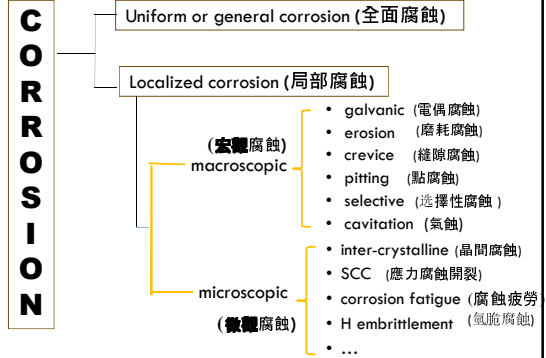 CORROSION
Uniform or general corrosion (全面腐蝕)
Localized corrosion (局部腐蝕)
(宏觀腐蝕)
macroscopic
• galvanic (電偶腐蝕)
• erosion (磨耗腐蝕)
• crevice (縫隙腐蝕)
• pitting (點腐蝕)
• selective (选擇性腐蝕)
• cavitation (氣蝕)
microscopic
(微觀腐蝕)
• inter-crystalline (晶間腐蝕)
• SCC (應力腐蝕開裂)
• corrosion fatigue (腐蝕疲勞)
• H embrittlement (氫脆腐蝕)
• ...